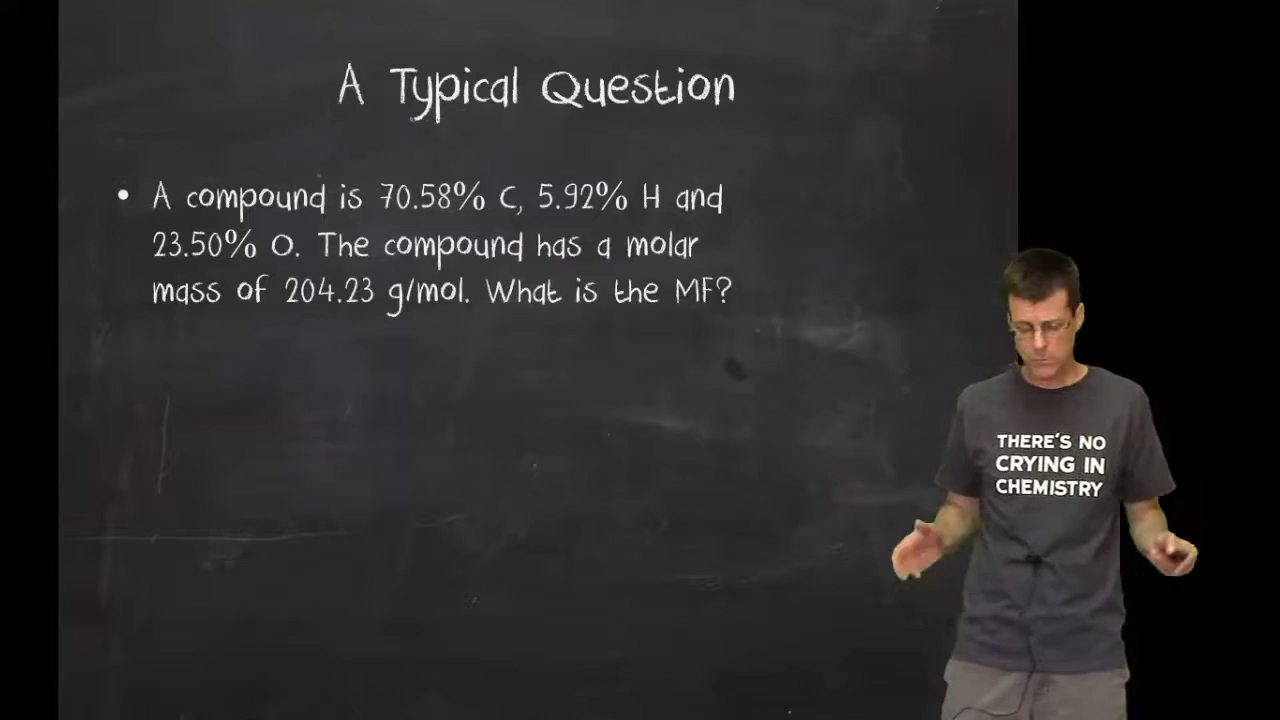 A Typical Question
• A compound is 70.58% C, 5.92% H and
23.50% O. The compound has a molar
mass of 204.23 g/mol. What is the MF?
THERE'S NO
CRYING IN
CHEMISTRY